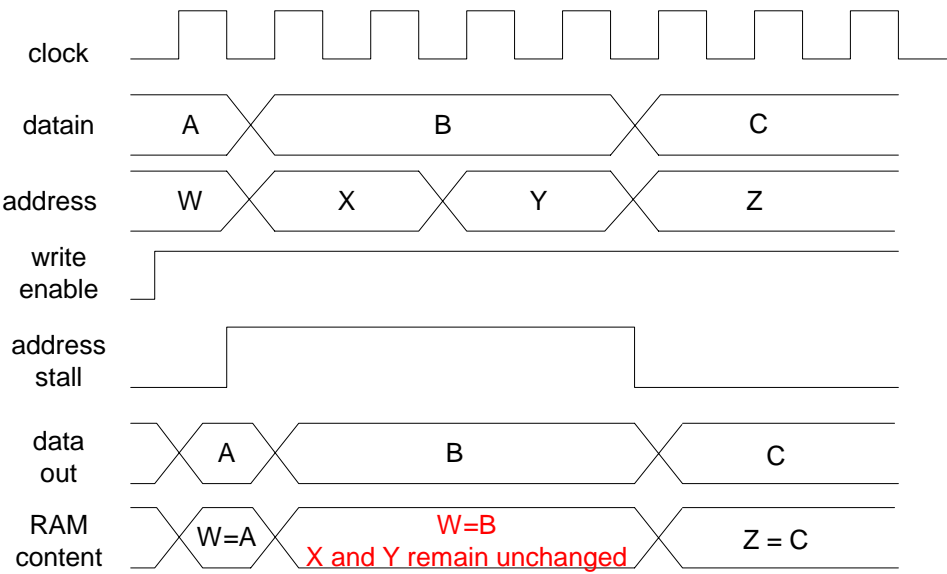 clock
datain
A
B
C
address
W
X
Y
Z
write
enable
address
stall
data
out
A
B
C
RAM
content
W=A
W=B
X and Y remain unchanged
Z = C